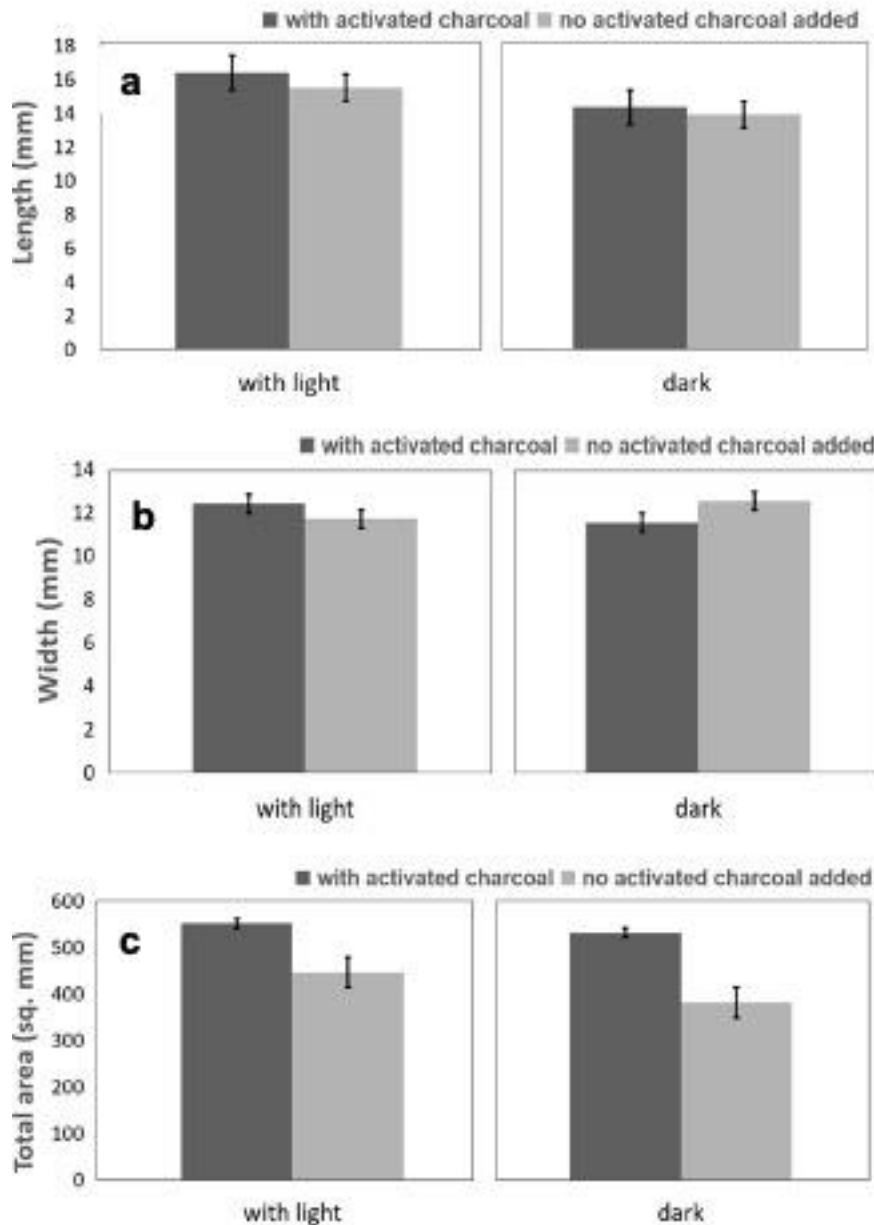 with activated charcoal no activated charcoal added
a
Length (mm)
18
16
14
12
10
8
6
4
2
0
with light dark
with activated charcoal no activated charcoal added
b
Width (mm)
14
12
10
8
6
4
2
0
with light dark
with activated charcoal no activated charcoal added
c
Total area (sq. mm)
600
500
400
300
200
100
0
with light dark